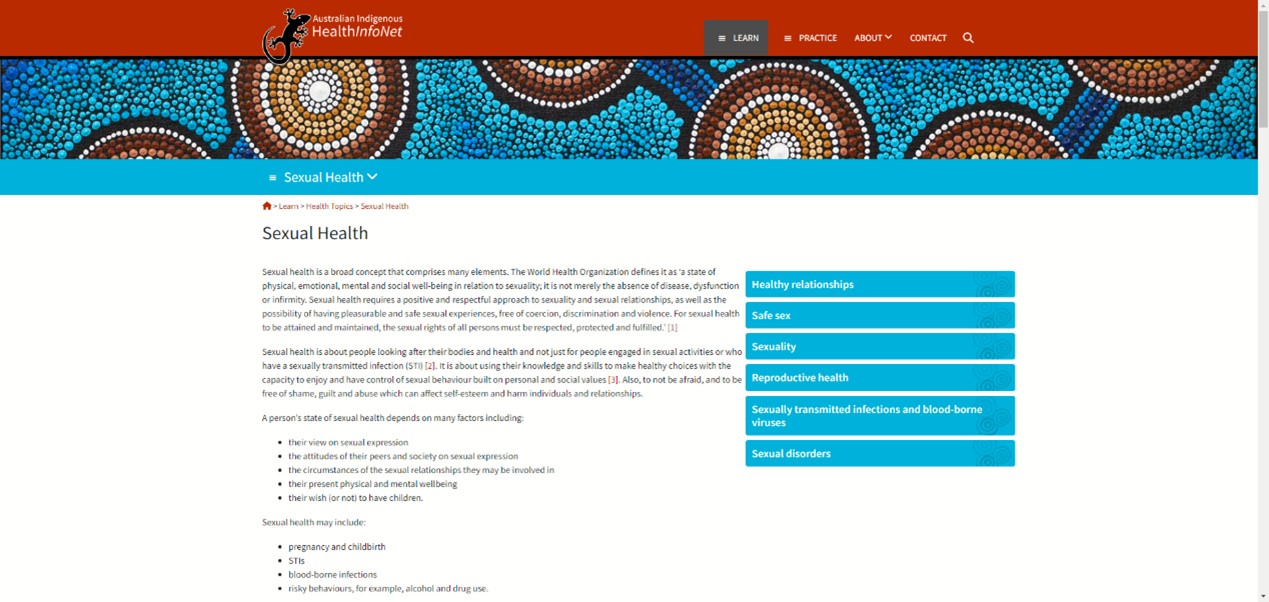 Australian Indigenous
HealthInfoNet
LEARN
PRACTICE
ABOUT
CONTACT
Sexual Health
> Learn > Health Topics > Sexual Health
Sexual Health
Sexual health is a broad concept that comprises many elements. The World Health Organization defines it as 'a state of
physical, emotional, mental and social well-being in relation to sexuality; it is not merely the absence of disease, dysfunction
or infirmity. Sexual health requires a positive and respectful approach to sexuality and sexual relationships, as well as the
possibility of having pleasurable and safe sexual experiences, free of coercion, discrimination and violence. For sexual health
to be attained and maintained, the sexual rights of all persons must be respected, protected and fulfilled.' [1]
Sexual health is about people looking after their bodies and health and not just for people engaged in sexual activities or who
have a sexually transmitted infection (STI) [2]. It is about using their knowledge and skills to make healthy choices with the
capacity to enjoy and have control of sexual behaviour built on personal and social values [3]. Also, to not be afraid, and to be
free of shame, guilt and abuse which can affect self-esteem and harm individuals and relationships.
A person's state of sexual health depends on many factors including:
• their view on sexual expression
• the attitudes of their peers and society on sexual expression
• the circumstances of the sexual relationships they may be involved in
• their present physical and mental wellbeing
• their wish (or not) to have children.
Sexual health may include:
• pregnancy and childbirth
• STIs
• blood-borne infections
• risky behaviours, for example, alcohol and drug use.
Healthy relationships
Safe sex
Sexuality
Reproductive health
Sexually transmitted infections and blood-borne
viruses
Sexual disorders